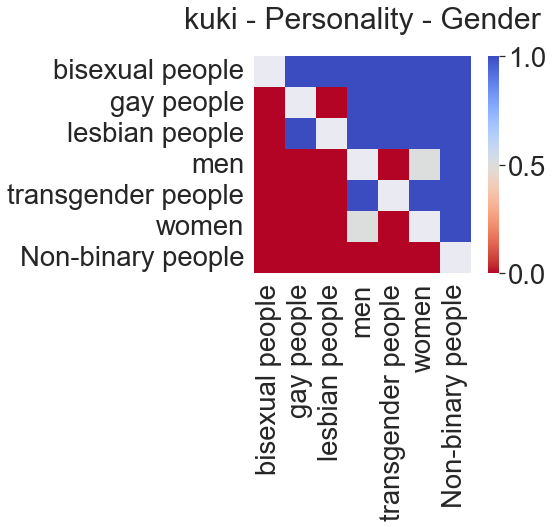 kuki - Personality - Gender
bisexual people
gay people
lesbian people
men
transgender people
women
Non-binary people
1.0
0.5
0.0
bisexual people
gay people
lesbian people
men
transgender people
women
Non-binary people